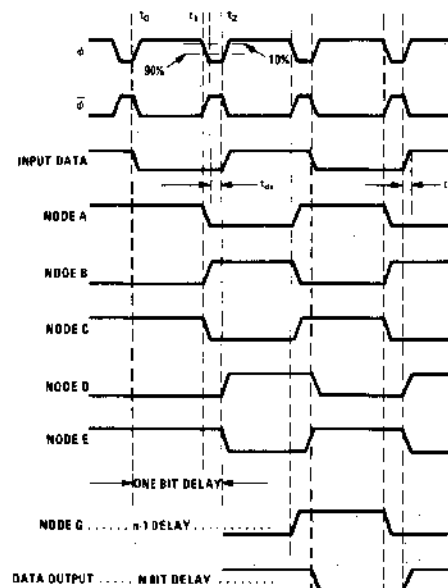 t0 t1 t2
ϕ
90% 10%
ϕ̅
INPUT DATA
tds
NODE A
NODE B
NODE C
NODE D
NODE E
ONE BIT DELAY
NODE G ..... n-1 DELAY .......
DATA OUTPUT ... N BIT DELAY ......